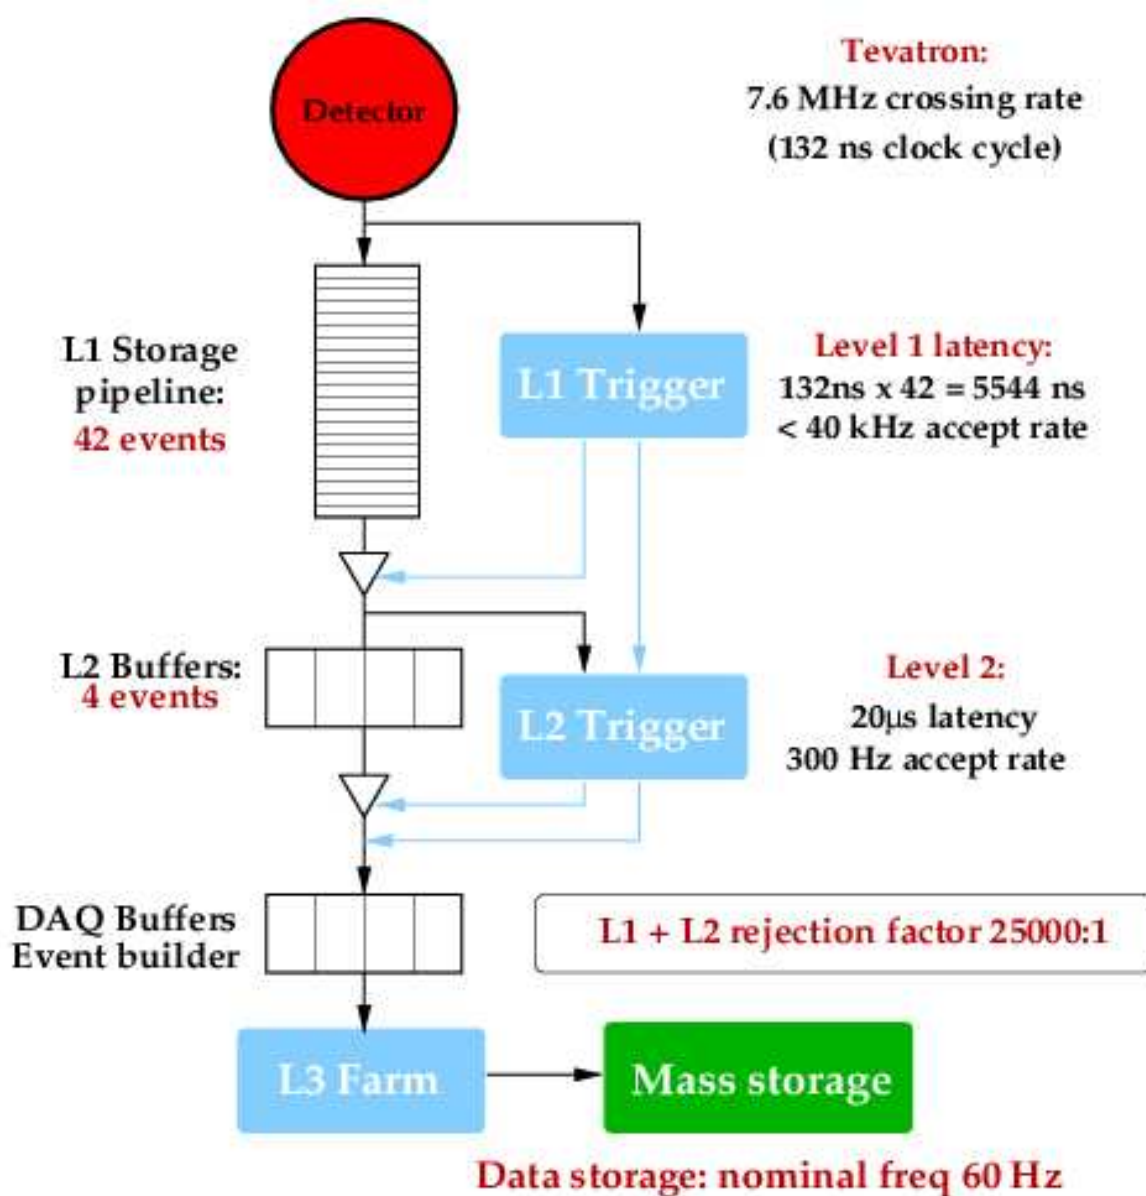 Detector
Tevatron:
7.6 MHz crossing rate
(132 ns clock cycle)
L1 Storage
pipeline:
42 events
L1 Trigger
Level 1 latency:
132ns x 42 = 5544 ns
< 40 kHz accept rate
L2 Buffers:
4 events
L2 Trigger
Level 2:
20μs latency
300 Hz accept rate
DAQ Buffers
Event builder
L1 + L2 rejection factor 25000:1
L3 Farm
Mass storage
Data storage: nominal freq 60 Hz